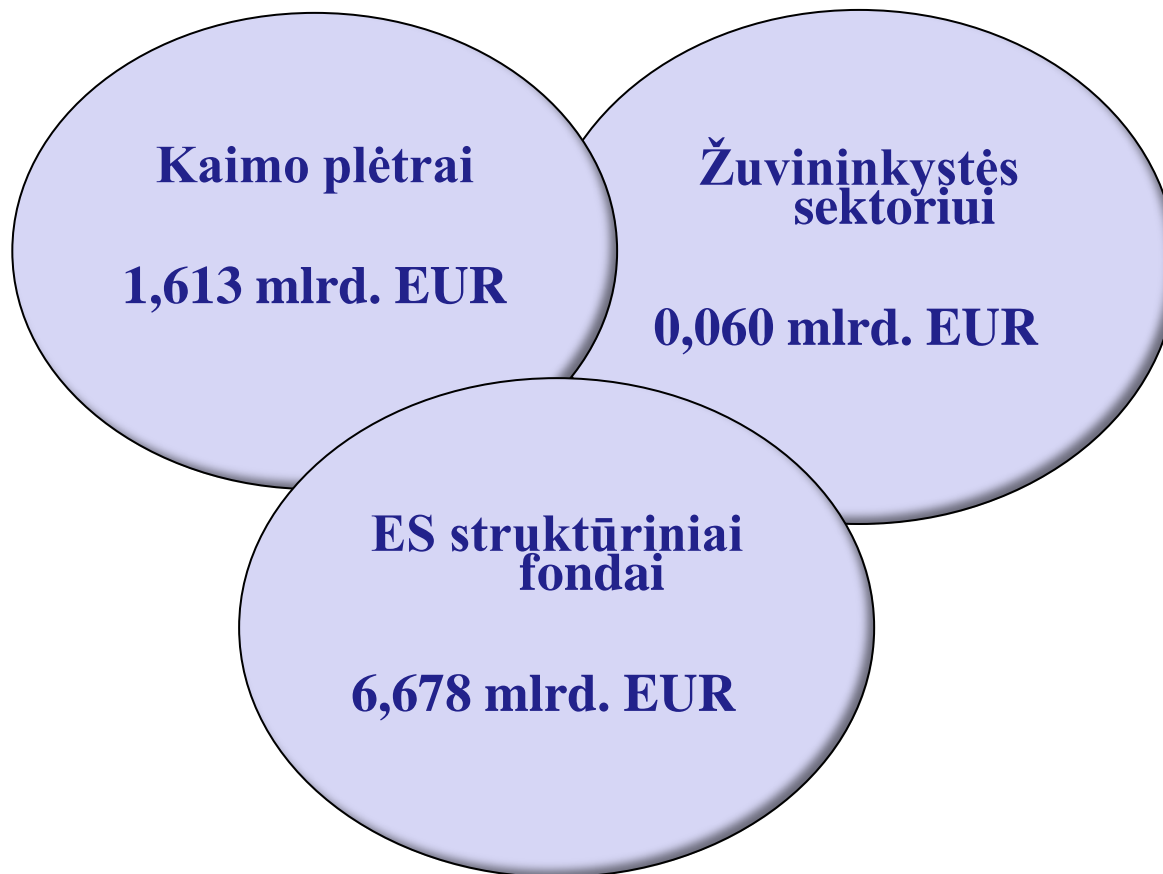 Kaimo plėtrai
1,613 mlrd. EUR
Žuvininkystės
sektoriui
0,060 mlrd. EUR
ES struktūriniai
fondai
6,678 mlrd. EUR